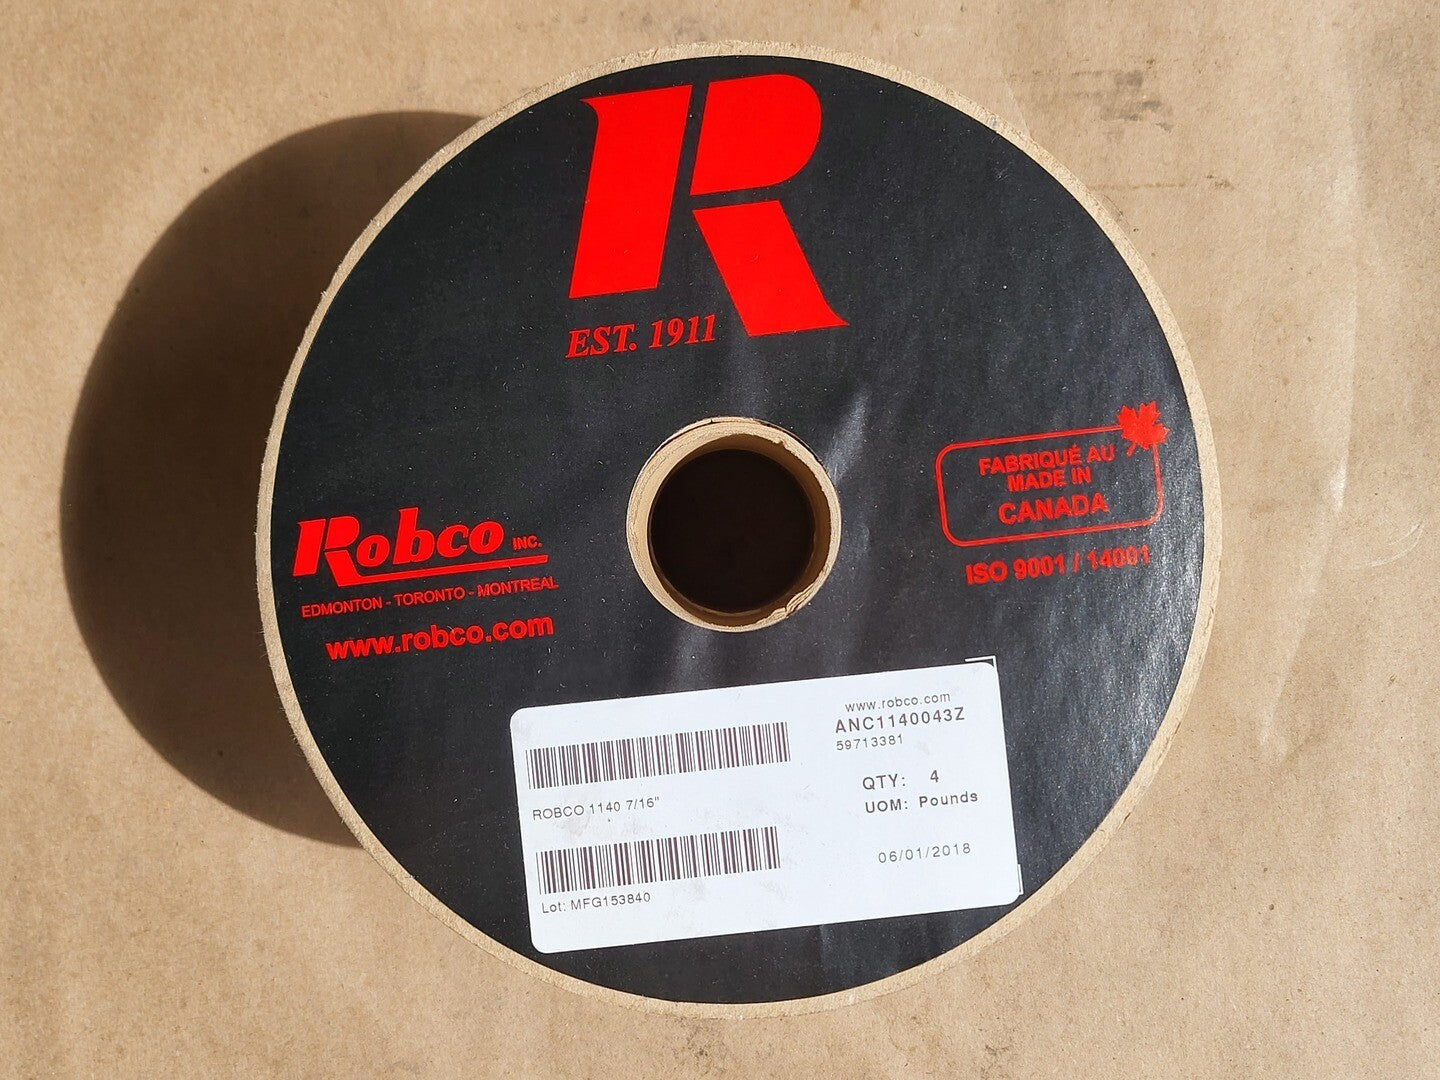 R
EST. 1911
FABRIQUÉ AU
MADE IN
CANADA
ISO 9001 / 14001
Robco INC.
EDMONTON - TORONTO - MONTREAL
www.robco.com
www.robco.com
ANC1140043Z
59713381
ROBCO 1140 7/16"
QTY: 4
UOM: Pounds
Lot: MFG153840
06/01/2018